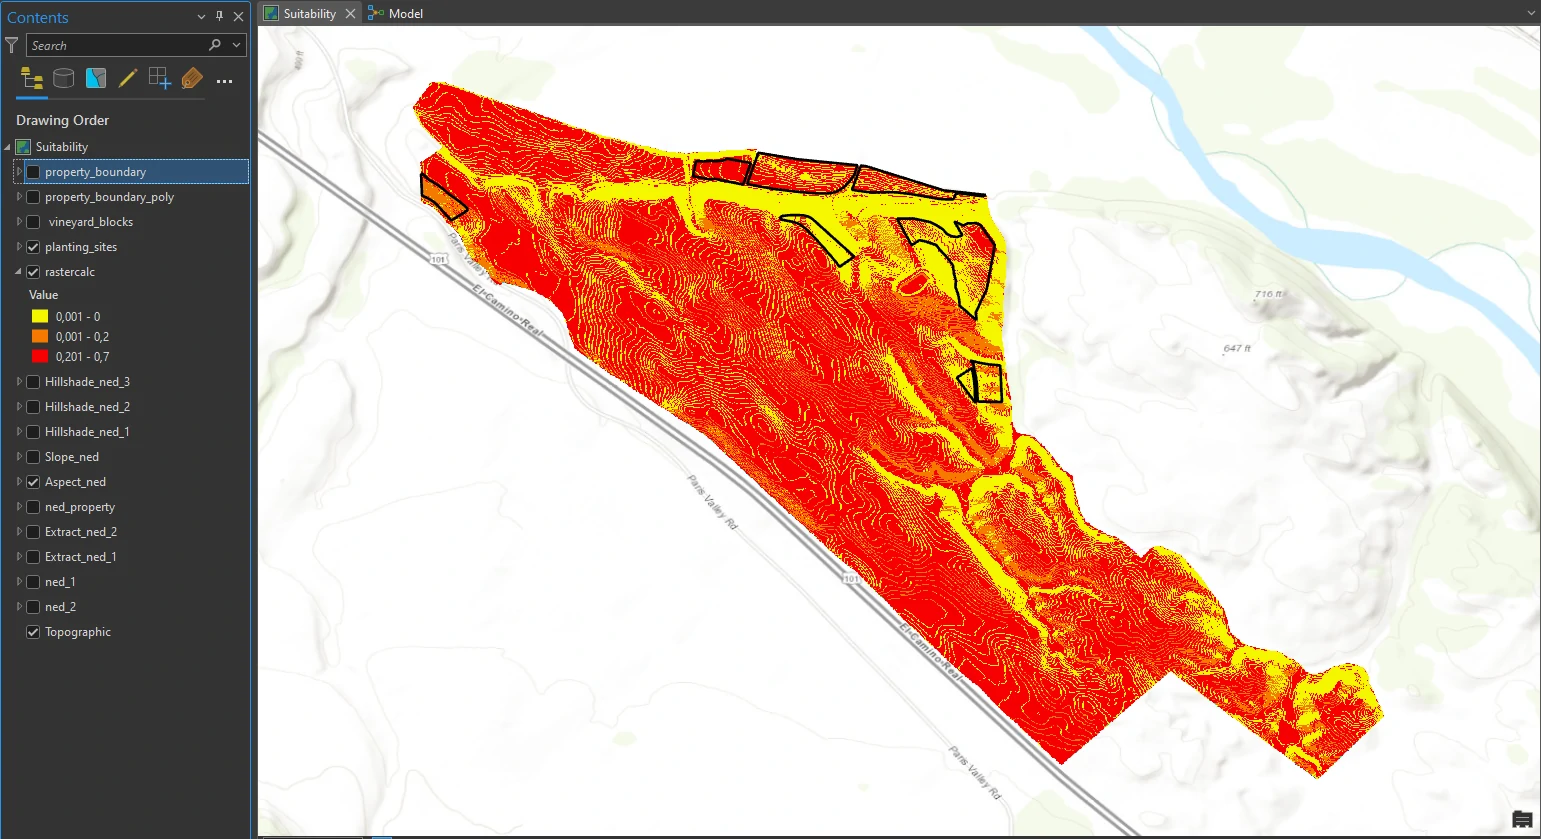 Contents
Search
Drawing Order
Suitability
property_boundary
property_boundary_poly
vineyard_blocks
planting_sites
rastercalc
Value
0,001 - 0
0,001 - 0,2
0,201 - 0,7
Hillshade_ned_3
Hillshade_ned_2
Hillshade_ned_1
Slope_ned
Aspect_ned
ned_property
Extract_ned_2
Extract_ned_1
ned_1
ned_2
Topographic
Suitability
Model
Paris Valley
101
El-Camino-Real
716 ft
647 ft
Paris Valley Rd
101
El-Camino-Real
Paris Valley Rd